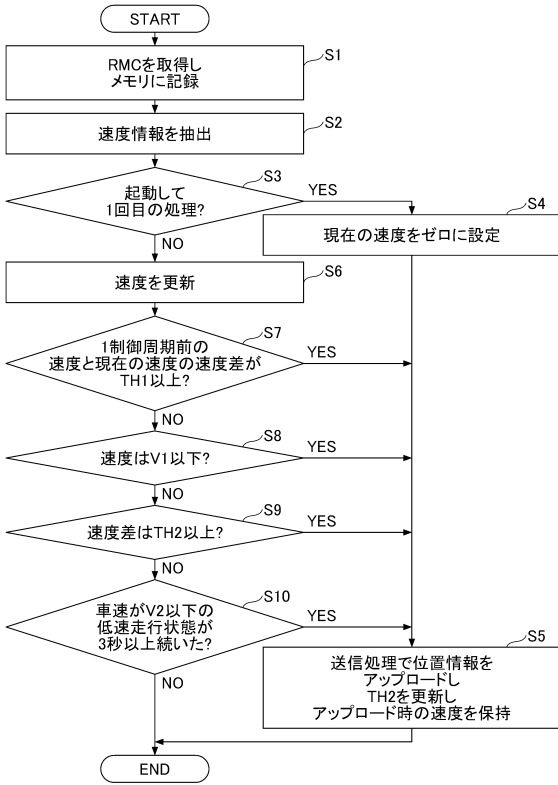 START
RMCを取得し
メモリに記録
S1
速度情報を抽出
S2
起動して
1回目の処理?
S3
YES
NO
現在の速度をゼロに設定
S4
速度を更新
S6
1制御周期前の
速度と現在の速度の速度差が
TH1以上?
S7
YES
NO
速度はV1以下?
S8
YES
NO
速度差はTH2以上?
S9
YES
NO
車速がV2以下の
低速走行状態が
3秒以上続いた?
S10
YES
NO
送信処理で位置情報を
アップロードし
TH2を更新し
アップロード時の速度を保持
S5
END